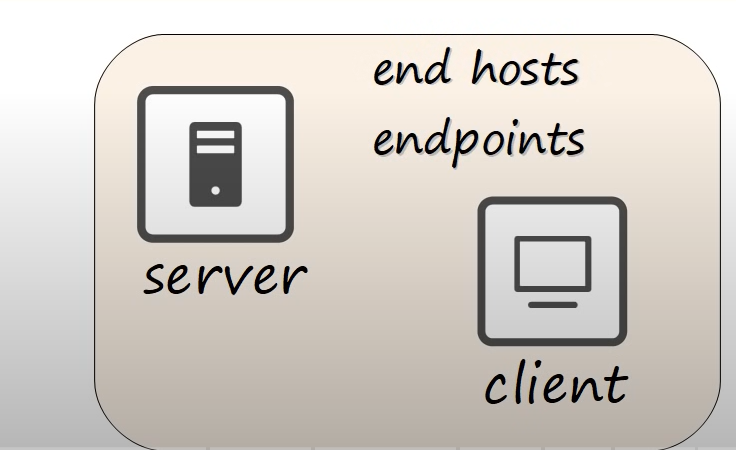 end hosts
endpoints
server
client